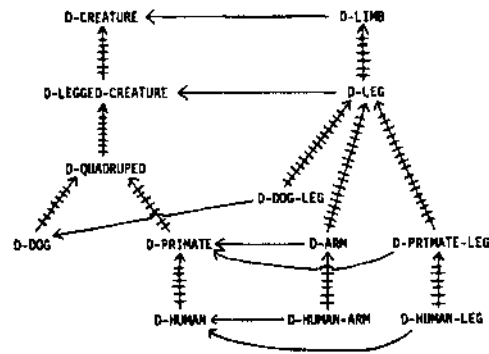 D-CREATURE D-LIMB
D-LEGGED-CREATURE D-LEG
D-QUADRUPED
D-DOG-LEG
D-DOG D-PRIMATE D-ARM D-PRIMATE-LEG
D-HUMAN D-HUMAN-ARM D-HUMAN-LEG